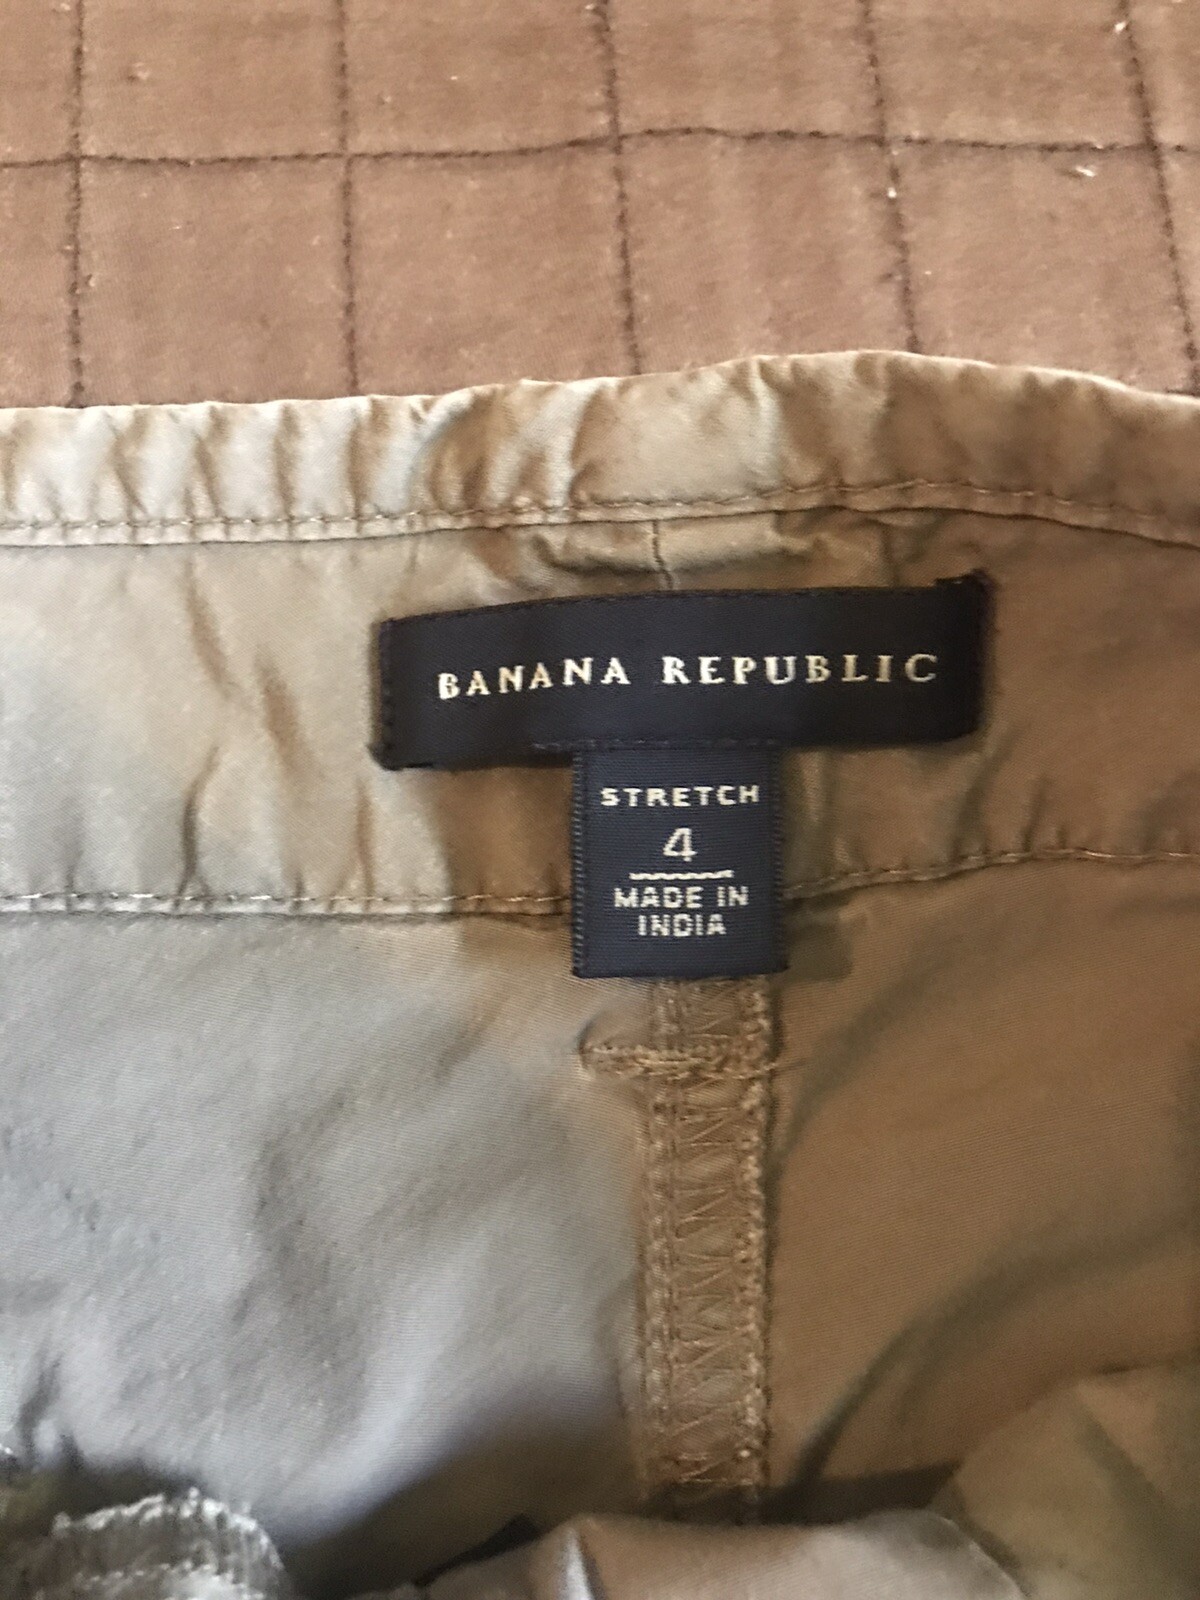 BANANA REPUBLIC
STRETCH
4
MADE IN
INDIA